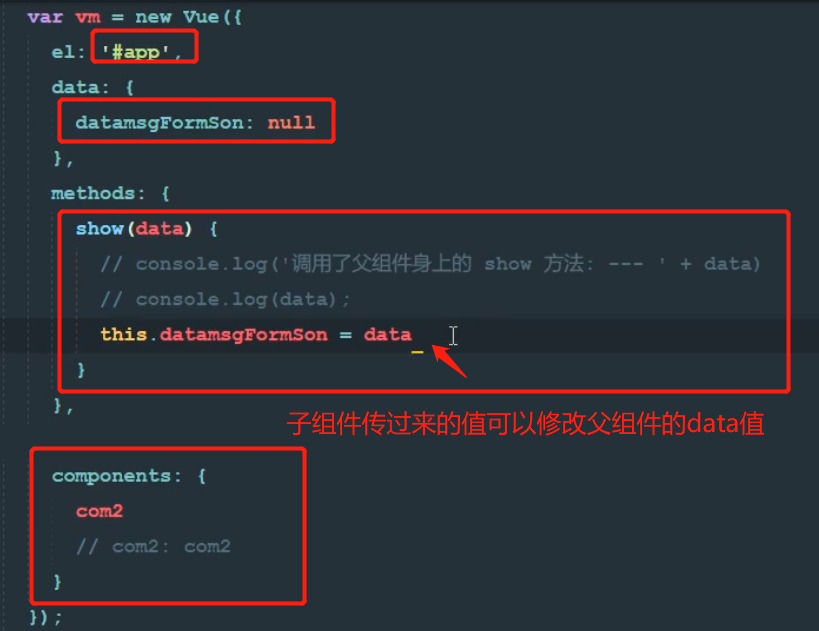 var vm = new Vue({
el: '#app',
data: {
datamsgFormSon: null
},
methods: {
show(data) {
// console.log('调用了父组件身上的 show 方法: --- ' + data)
// console.log(data);
this.datamsgFormSon = data
}
},
子组件传过来的值可以修改父组件的data值
components: {
com2
// com2: com2
}
});